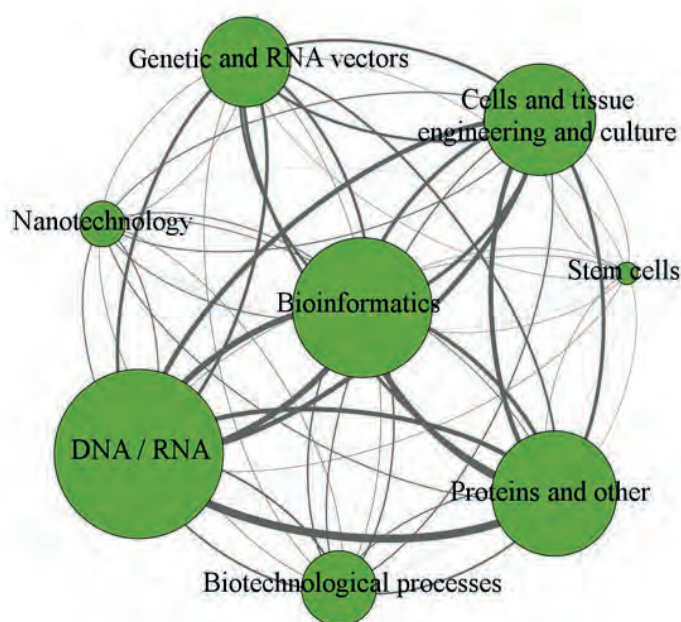 Genetic and RNA vectors
Cells and tissue
engineering and culture
Nanotechnology
Stem cells
Bioinformatics
DNA / RNA
Proteins and other
Biotechnological processes